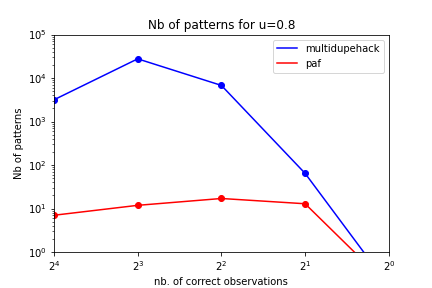 Nb of patterns for u=0.8
multidupehack
paf
10^5
10^4
10^3
10^2
10^1
10^0
Nb of patterns
2^4 2^3 2^2 2^1 2^0
nb. of correct observations